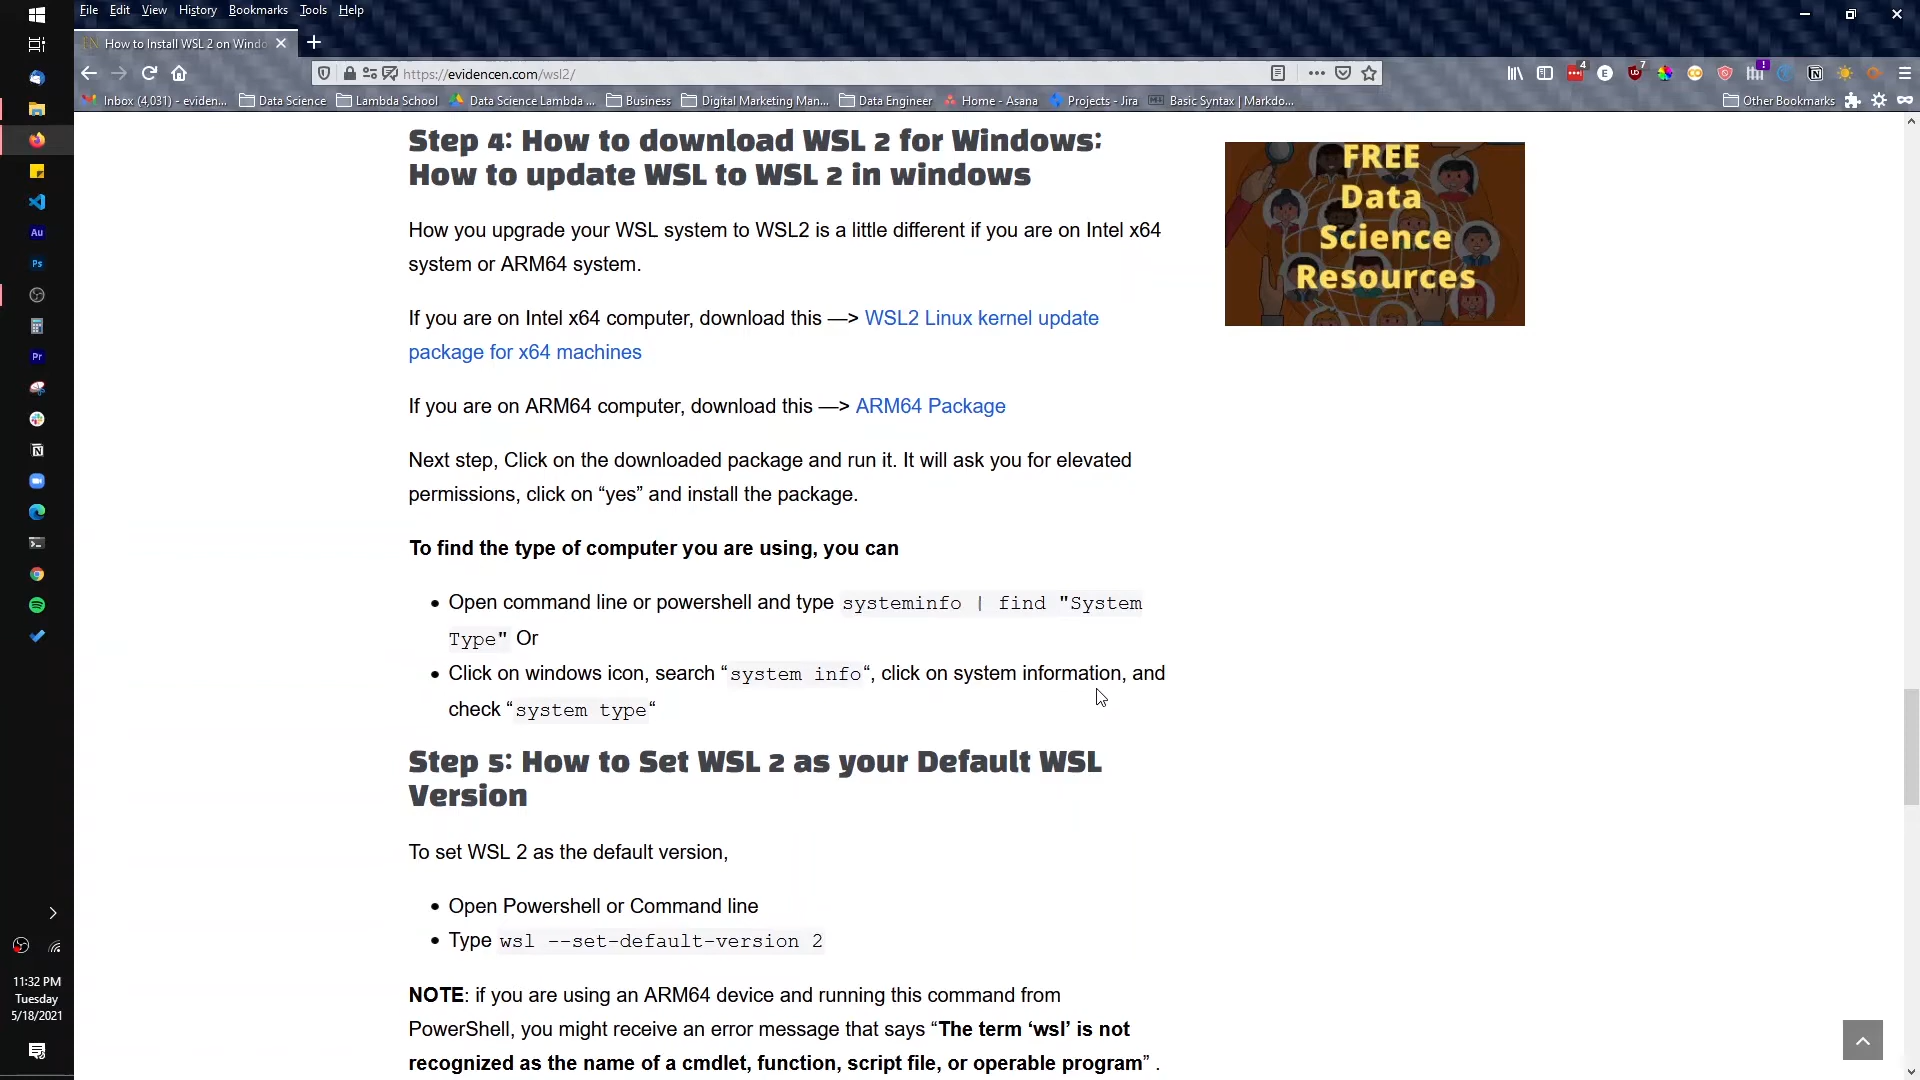 File Edit View History Bookmarks Tools Help
How to Install WSL 2 on Windo
https://evidencen.com/wsl2/
4
7
Inbox (4,031) - eviden... Data Science Lambda School Data Science Lambda ... Business Digital Marketing Man... Data Engineer Home - Asana Projects - Jira Basic Syntax | Markdo... Other Bookmarks
Step 4: How to download WSL 2 for Windows:
How to update WSL to WSL 2 in windows
How you upgrade your WSL system to WSL2 is a little different if you are on Intel x64
system or ARM64 system.
If you are on Intel x64 computer, download this —> WSL2 Linux kernel update
package for x64 machines
If you are on ARM64 computer, download this —> ARM64 Package
Next step, Click on the downloaded package and run it. It will ask you for elevated
permissions, click on “yes” and install the package.
To find the type of computer you are using, you can
• Open command line or powershell and type systeminfo | find "System
Type" Or
• Click on windows icon, search “system info“, click on system information, and
check “system type“
Step 5: How to Set WSL 2 as your Default WSL
Version
To set WSL 2 as the default version,
• Open Powershell or Command line
• Type wsl --set-default-version 2
NOTE: if you are using an ARM64 device and running this command from
PowerShell, you might receive an error message that says “The term ‘wsl’ is not
recognized as the name of a cmdlet, function, script file, or operable program” .
FREE
Data
Science
Resources
Au
Ps
Pr
11:32 PM
Tuesday
5/18/2021